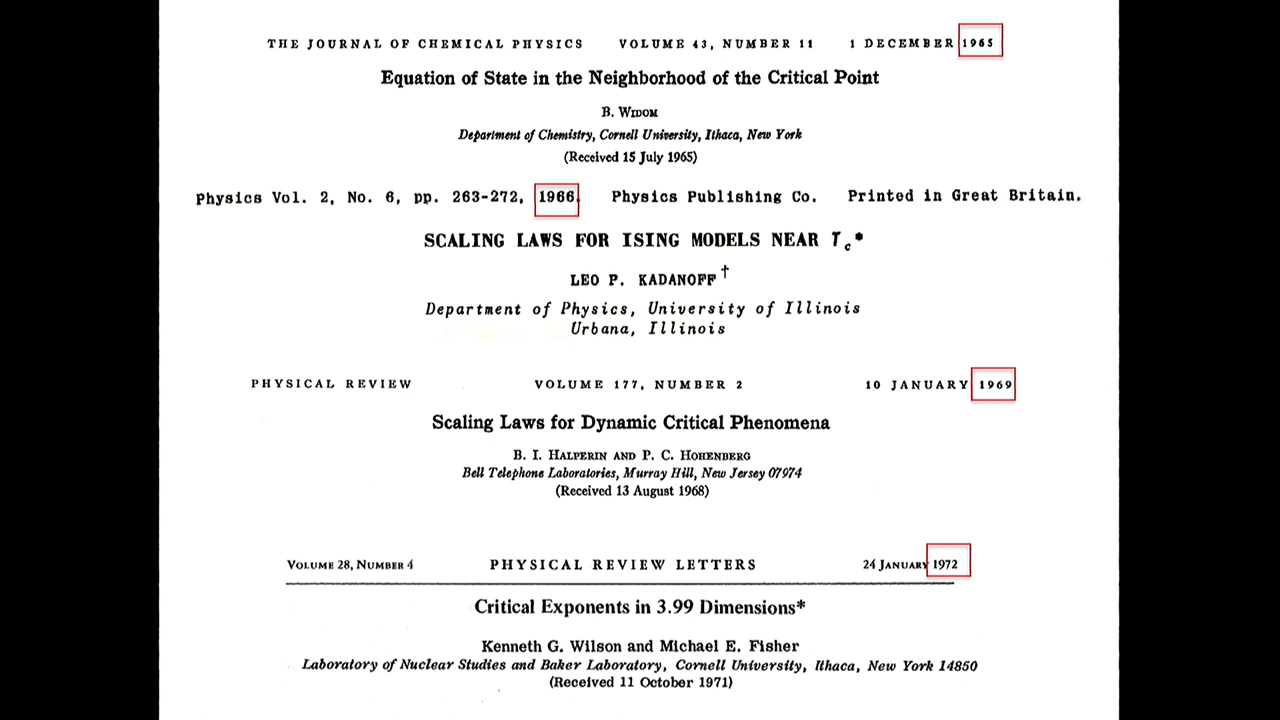 THE JOURNAL OF CHEMICAL PHYSICS VOLUME 43, NUMBER 11 1 DECEMBER 1965
Equation of State in the Neighborhood of the Critical Point
B. WIDOM
Department of Chemistry, Cornell University, Ithaca, New York
(Received 15 July 1965)
Physics Vol. 2, No. 6, pp. 263-272, 1966. Physics Publishing Co. Printed in Great Britain.
SCALING LAWS FOR ISING MODELS NEAR T_c*
LEO P. KADANOFF†
Department of Physics, University of Illinois
Urbana, Illinois
PHYSICAL REVIEW VOLUME 177, NUMBER 2 10 JANUARY 1969
Scaling Laws for Dynamic Critical Phenomena
B. I. HALPERIN AND P. C. HOHENBERG
Bell Telephone Laboratories, Murray Hill, New Jersey 07974
(Received 13 August 1968)
VOLUME 28, NUMBER 4 PHYSICAL REVIEW LETTERS 24 JANUARY 1972
Critical Exponents in 3.99 Dimensions*
Kenneth G. Wilson and Michael E. Fisher
Laboratory of Nuclear Studies and Baker Laboratory, Cornell University, Ithaca, New York 14850
(Received 11 October 1971)